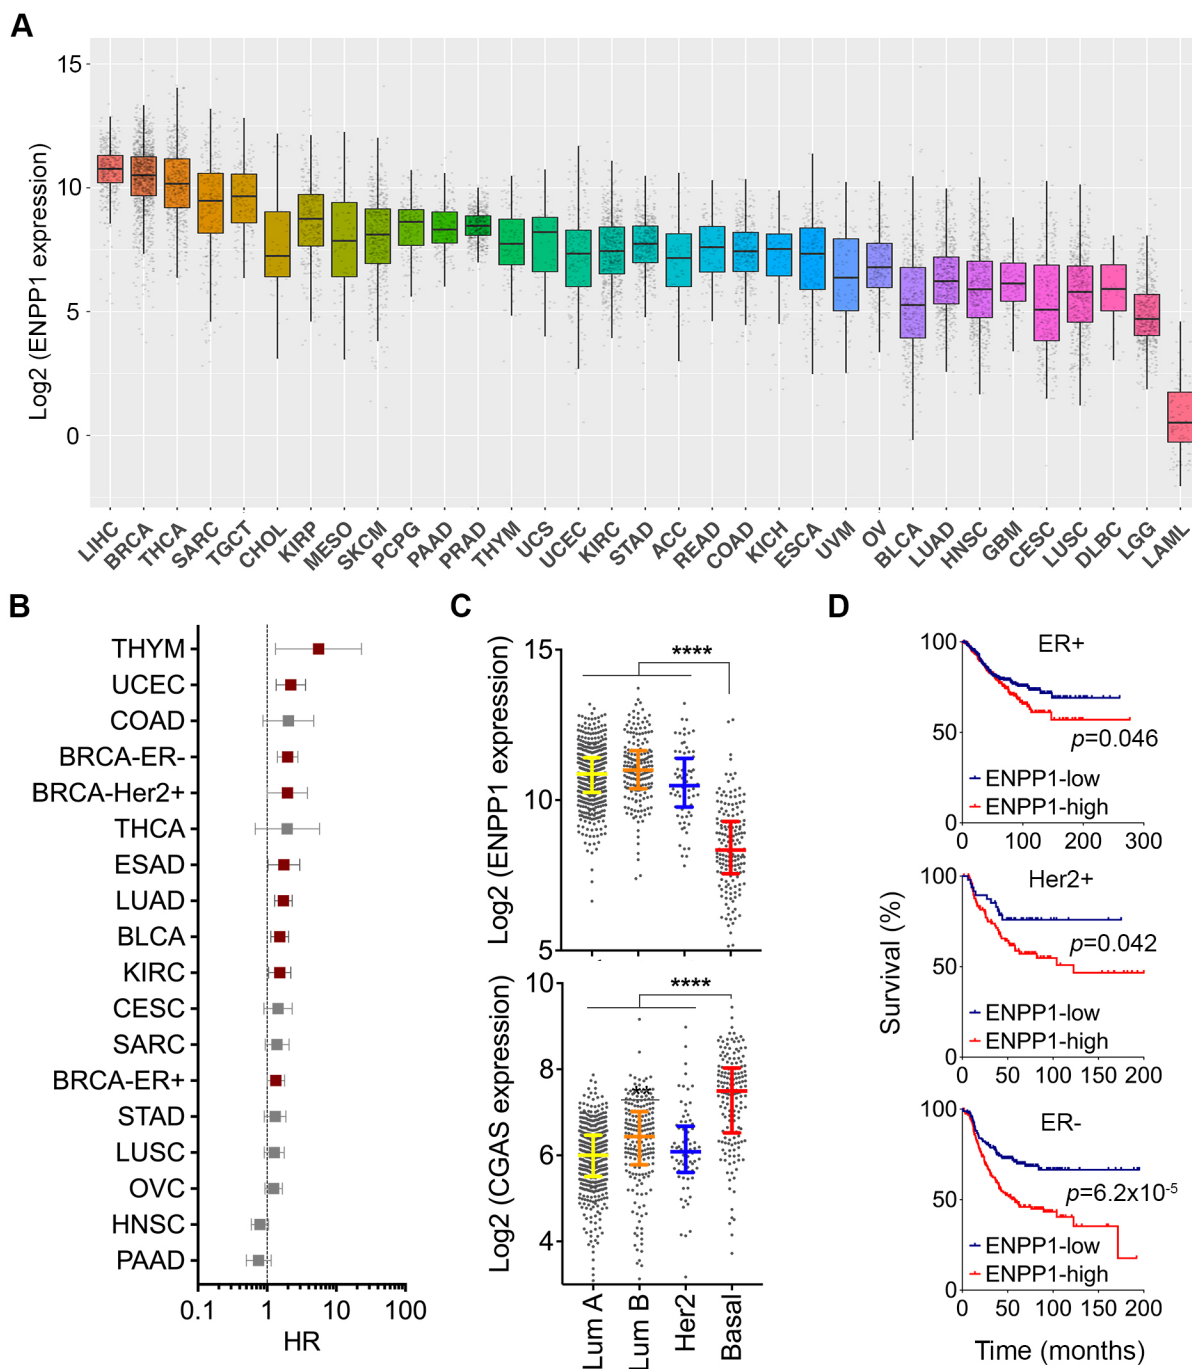 A
Log2 (ENPP1 expression)
15
10
5
0
LIHC BRCA THCA SARC TGCT CHOL KIRP MESO SKCM PCPG PAAD PRAD THYM UCS UCEC KIRC STAD ACC READ COAD KICH ESCA UVM OV BLCA LUAD HNSC GBM CESC LUSC DLBC LGG LAML
B
THYM
UCEC
COAD
BRCA-ER-
BRCA-Her2+
THCA
ESAD
LUAD
BLCA
KIRC
CESC
SARC
BRCA-ER+
STAD
LUSC
OVC
HNSC
PAAD
0.1 1 10 100
HR
C
Log2 (ENPP1 expression)
15
10
5
****
Log2 (CGAS expression)
10
8
6
4
****
**
Lum A Lum B Her2 Basal
D
Survival (%)
100
50
0
ER+
p=0.046
ENPP1-low
ENPP1-high
0 100 200 300
100
50
0
Her2+
p=0.042
ENPP1-low
ENPP1-high
0 50 100 150 200
100
50
0
ER-
p=6.2x10-5
ENPP1-low
ENPP1-high
0 50 100 150 200
Time (months)